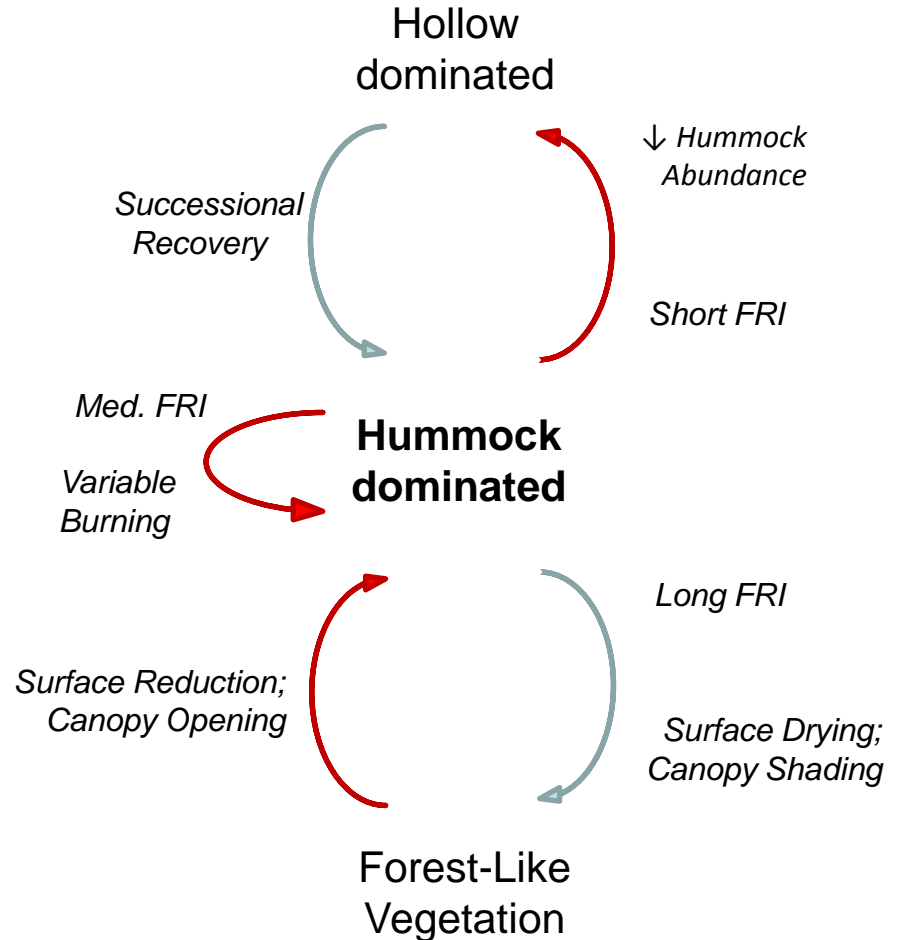 Hollow
dominated
↓ Hummock
Abundance
Successional
Recovery
Short FRI
Med. FRI
Variable
Burning
Hummock
dominated
Long FRI
Surface Reduction;
Canopy Opening
Surface Drying;
Canopy Shading
Forest-Like
Vegetation